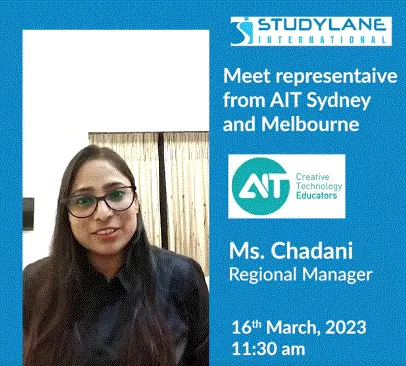 STUDYLANE
INTERNATIONAL
Meet representaive
from AIT Sydney
and Melbourne
AIT Creative
Technology
Educators
Ms. Chadani
Regional Manager
16th March, 2023
11:30 am